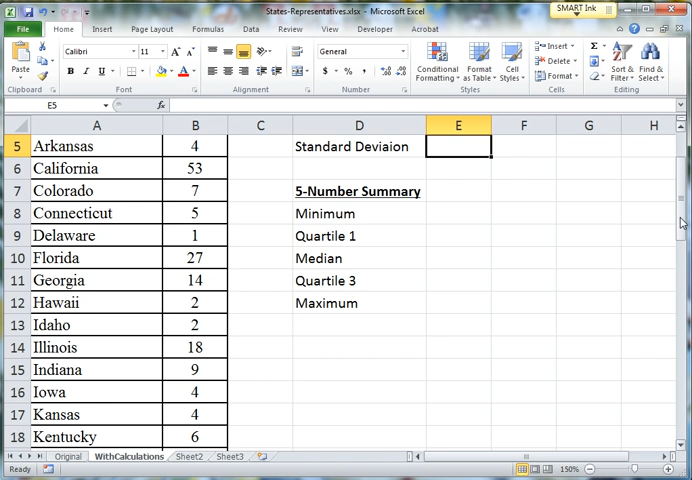 States-Representatives.xlsx - Microsoft Excel
SMART Ink
File Home Insert Page Layout Formulas Data Review View Developer Acrobat
Paste
Clipboard
Calibri 11
B I U
Font
Alignment
General
$ % ,
Number
Conditional Formatting
Format as Table
Cell Styles
Styles
Insert
Delete
Format
Cells
Σ
Sort & Filter
Find & Select
Editing
E5 fx
A B C D E F G H
5 Arkansas 4 Standard Deviaion
6 California 53
7 Colorado 7 5-Number Summary
8 Connecticut 5 Minimum
9 Delaware 1 Quartile 1
10 Florida 27 Median
11 Georgia 14 Quartile 3
12 Hawaii 2 Maximum
13 Idaho 2
14 Illinois 18
15 Indiana 9
16 Iowa 4
17 Kansas 4
18 Kentucky 6
Original WithCalculations Sheet2 Sheet3
Ready 150%